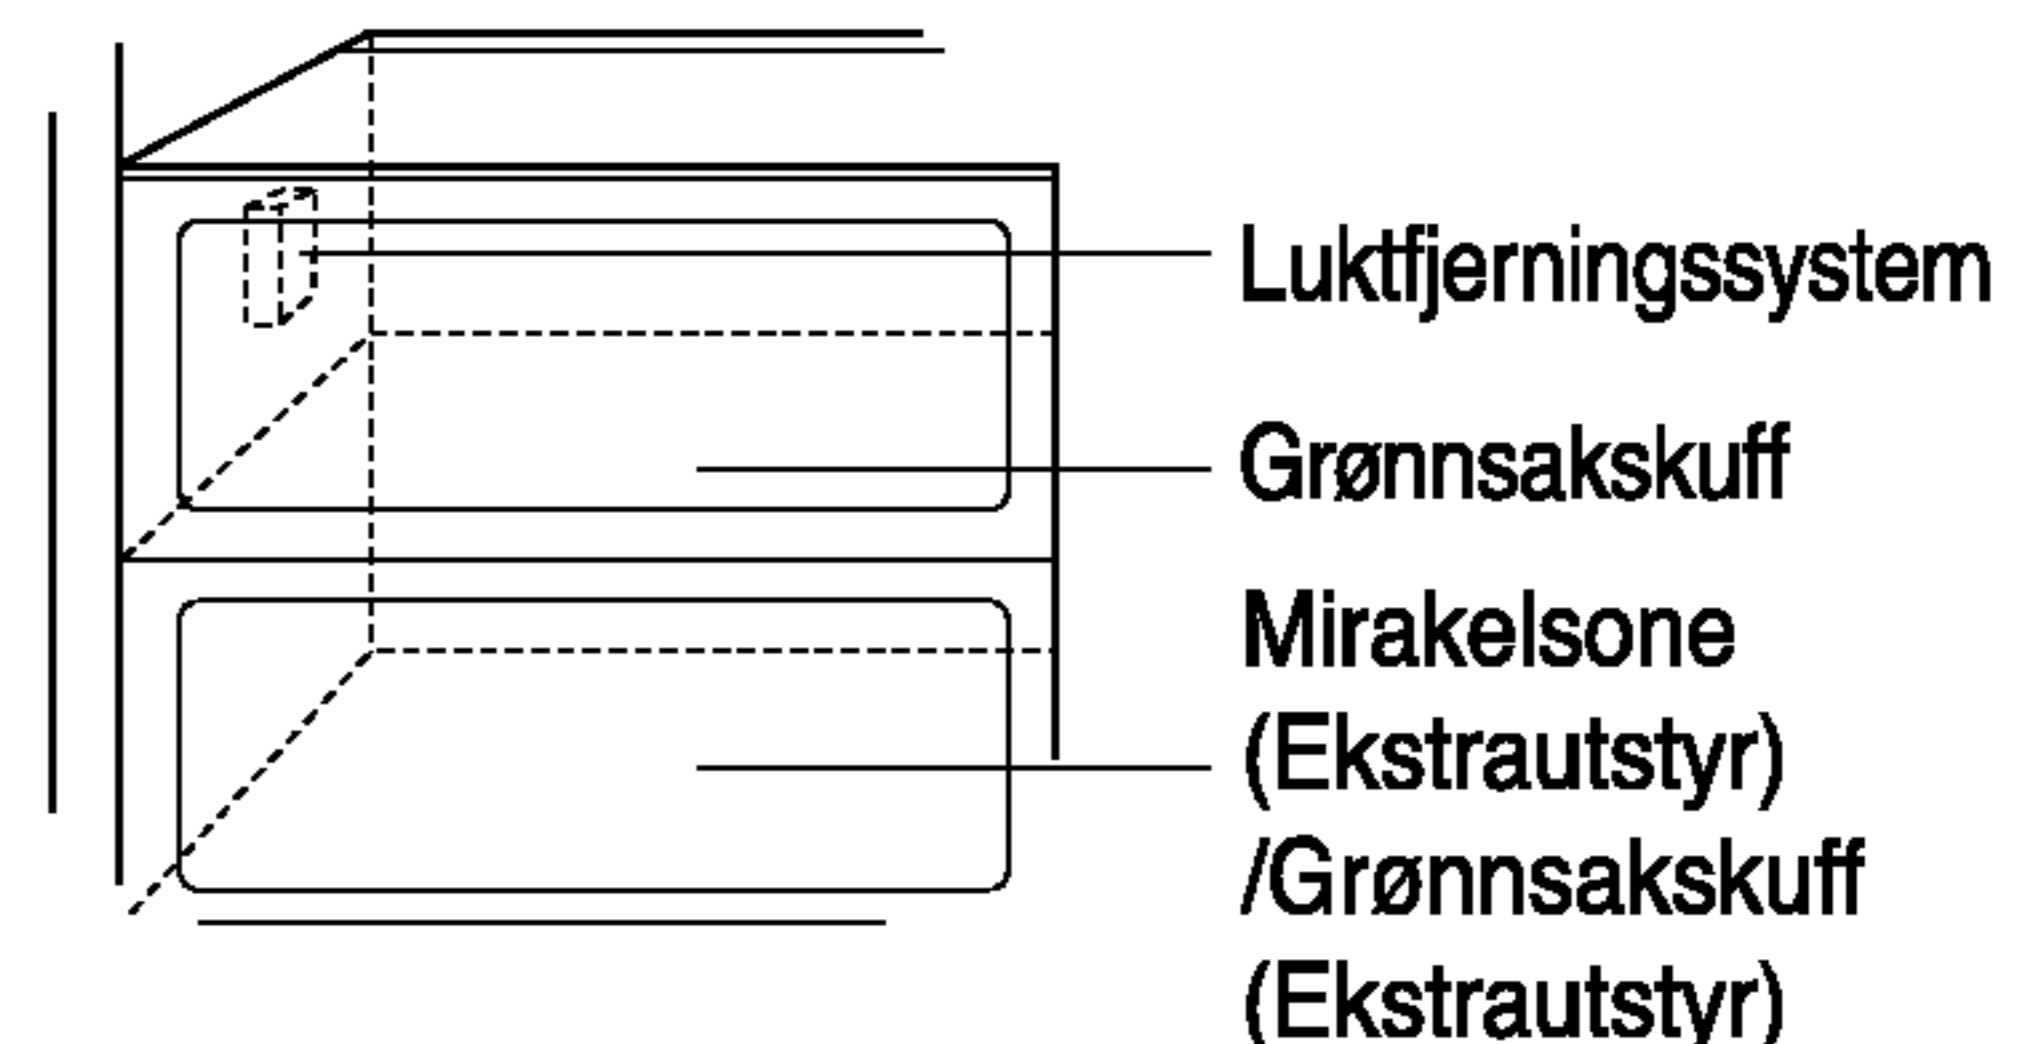 Luktfjerningssystem
Grønnsakskuff
Mirakelsone
(Ekstrautstyr)
/Grønnsakskuff
(Ekstrautstyr)